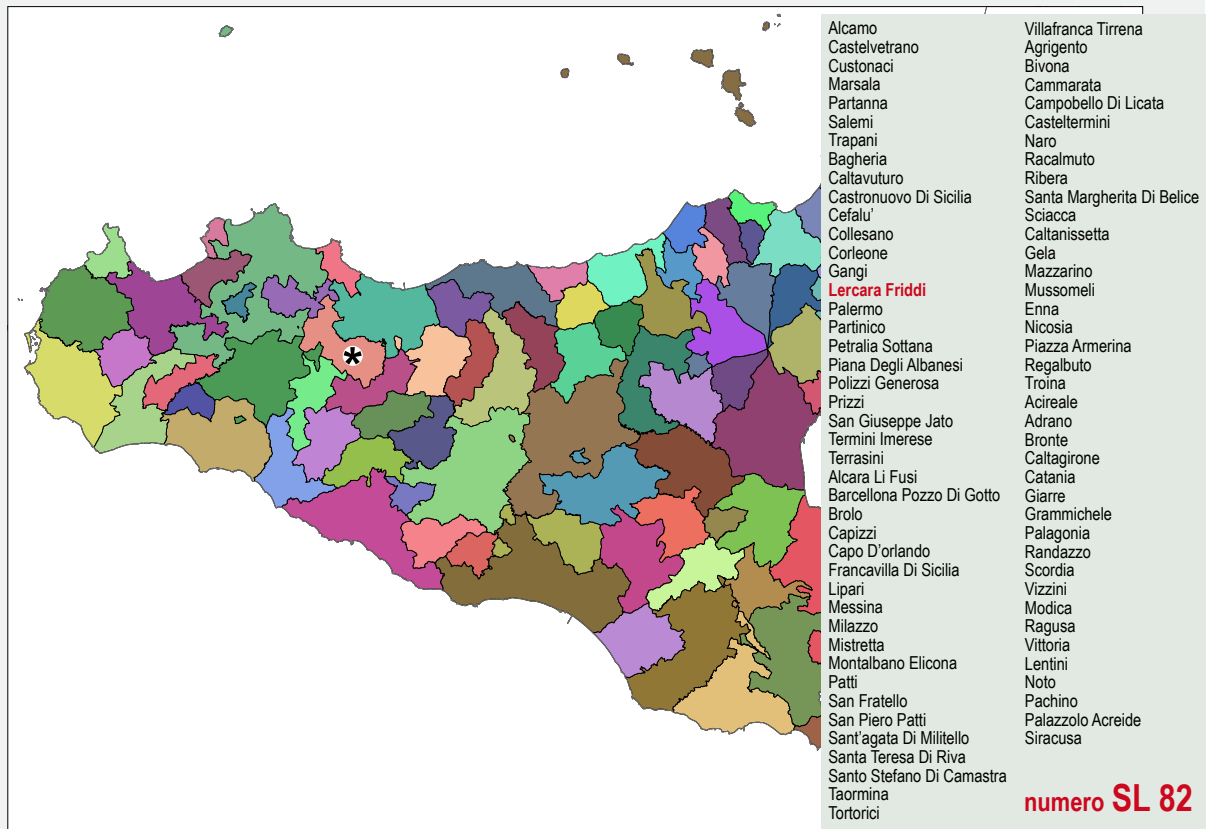 Alcamo
Castelvetrano
Custonaci
Marsala
Partanna
Salemi
Trapani
Bagheria
Caltavuturo
Castronuovo Di Sicilia
Cefalu'
Collesano
Corleone
Gangi
Lercara Friddi
Palermo
Partinico
Petralia Sottana
Piana Degli Albanesi
Polizzi Generosa
Prizzi
San Giuseppe Jato
Termini Imerese
Terrasini
Alcara Li Fusi
Barcellona Pozzo Di Gotto
Brolo
Capizzi
Capo D'orlando
Francavilla Di Sicilia
Lipari
Messina
Milazzo
Mistretta
Montalbano Elicona
Patti
San Fratello
San Piero Patti
Sant'agata Di Militello
Santa Teresa Di Riva
Santo Stefano Di Camastra
Taormina
Tortorici
Villafranca Tirrena
Agrigento
Bivona
Cammarata
Campobello Di Licata
Casteltermini
Naro
Racalmuto
Ribera
Santa Margherita Di Belice
Sciacca
Caltanissetta
Gela
Mazzarino
Mussomeli
Enna
Nicosia
Piazza Armerina
Regalbuto
Troina
Acireale
Adrano
Bronte
Caltagirone
Catania
Giarre
Grammichele
Palagonia
Randazzo
Scordia
Vizzini
Modica
Ragusa
Vittoria
Lentini
Noto
Pachino
Palazzolo Acreide
Siracusa
numero SL 82